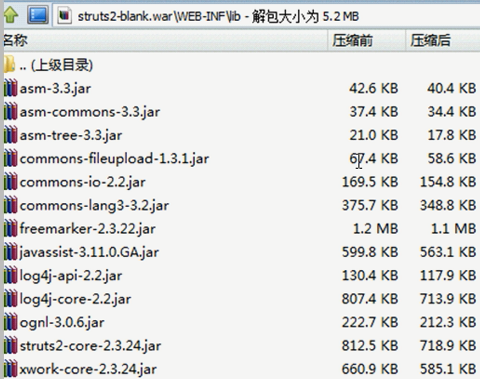 struts2-blank.war\WEB-INF\lib - 解包大小为 5.2 MB
名称 压缩前 压缩后
.. (上级目录)
asm-3.3.jar 42.6 KB 40.4 KB
asm-commons-3.3.jar 37.4 KB 34.4 KB
asm-tree-3.3.jar 21.0 KB 17.8 KB
commons-fileupload-1.3.1.jar 67.4 KB 58.6 KB
commons-io-2.2.jar 169.5 KB 154.8 KB
commons-lang3-3.2.jar 375.7 KB 348.8 KB
freemarker-2.3.22.jar 1.2 MB 1.1 MB
javassist-3.11.0.GA.jar 599.8 KB 563.1 KB
log4j-api-2.2.jar 130.4 KB 117.9 KB
log4j-core-2.2.jar 807.4 KB 713.9 KB
ognl-3.0.6.jar 222.7 KB 212.3 KB
struts2-core-2.3.24.jar 812.5 KB 718.9 KB
xwork-core-2.3.24.jar 660.9 KB 585.1 KB